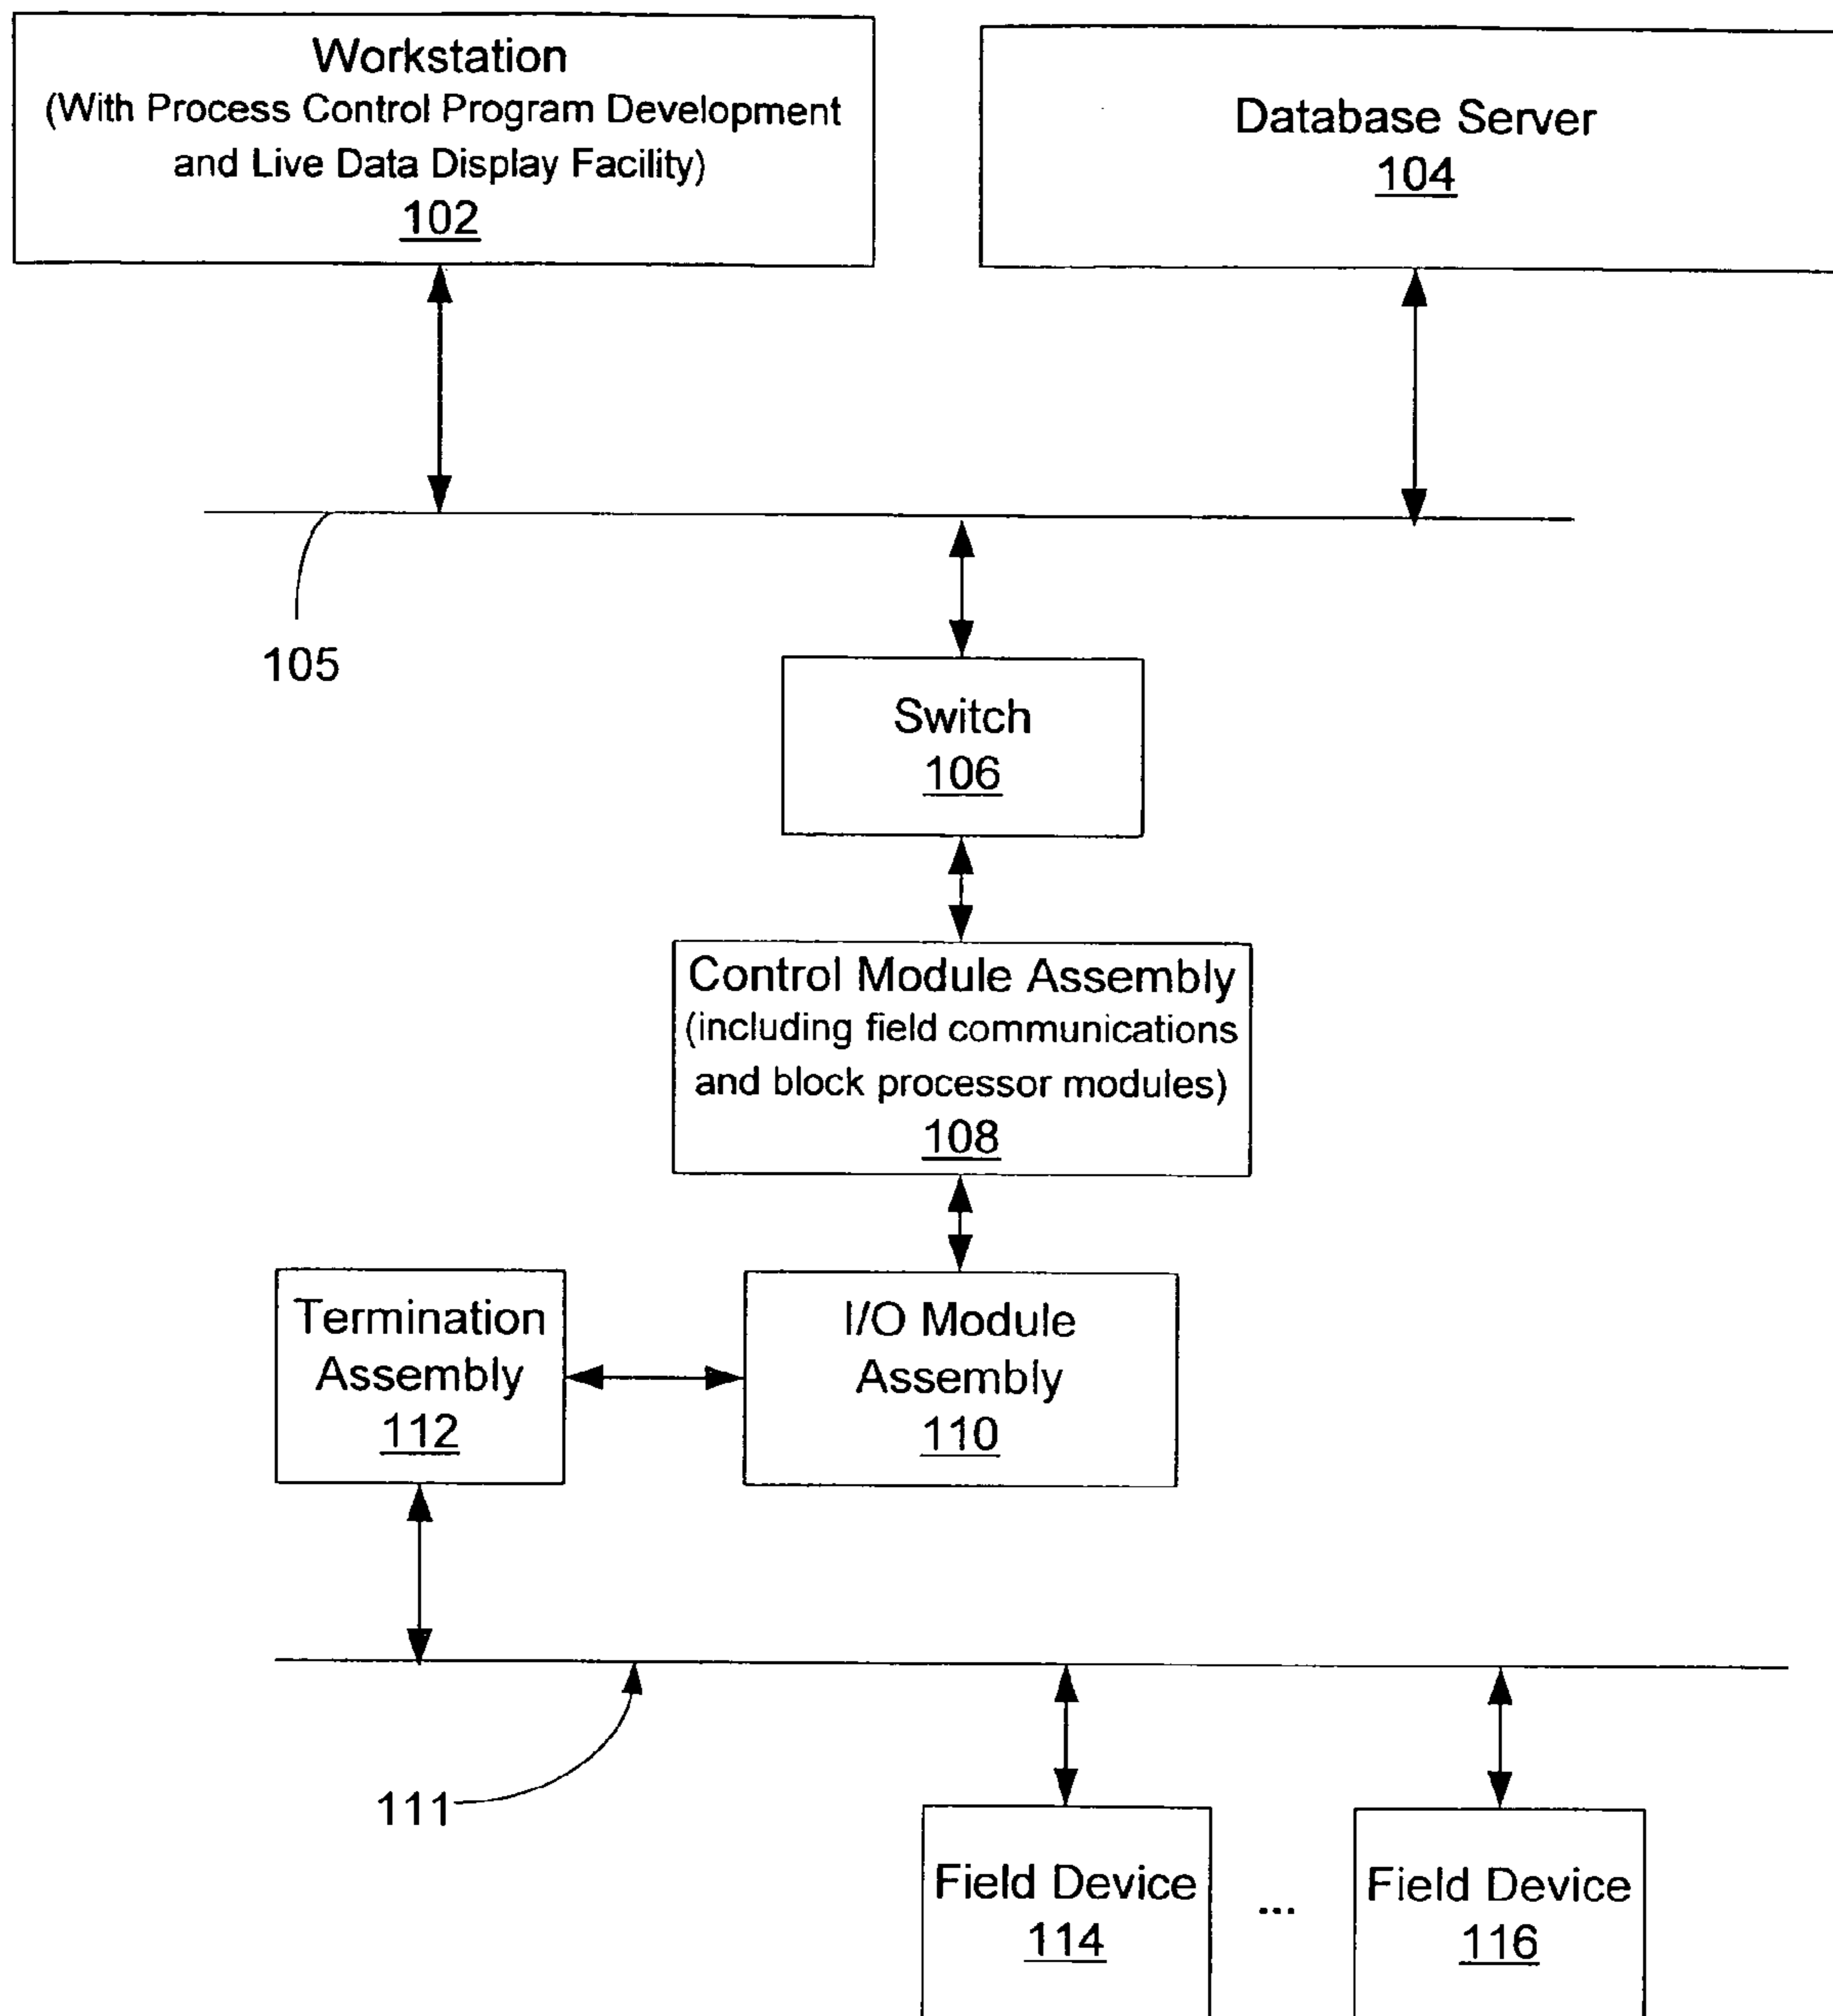 Workstation
(With Process Control Program Development
and Live Data Display Facility)
102
Database Server
104
105
Switch
106
Control Module Assembly
(including field communications
and block processor modules)
108
Termination
Assembly
112
I/O Module
Assembly
110
111
Field Device
114
...
Field Device
116